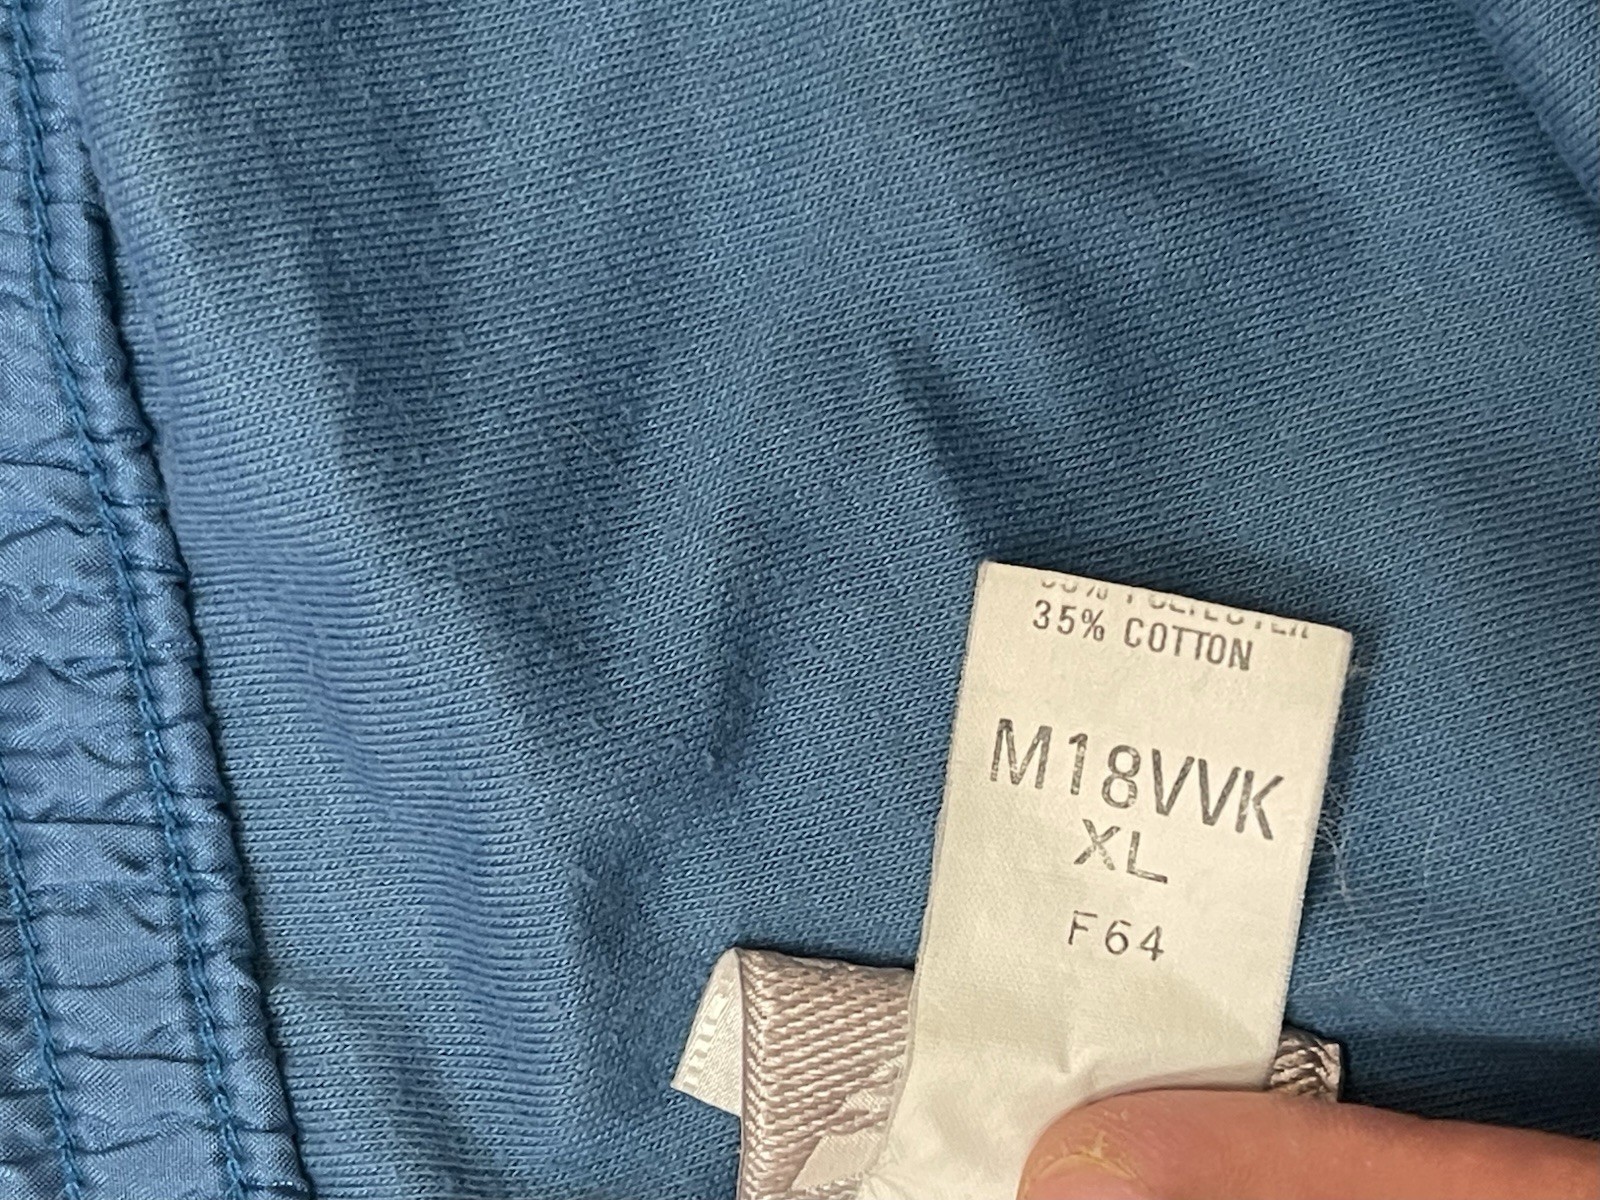 35% COTTON
M18VVK
XL
F64